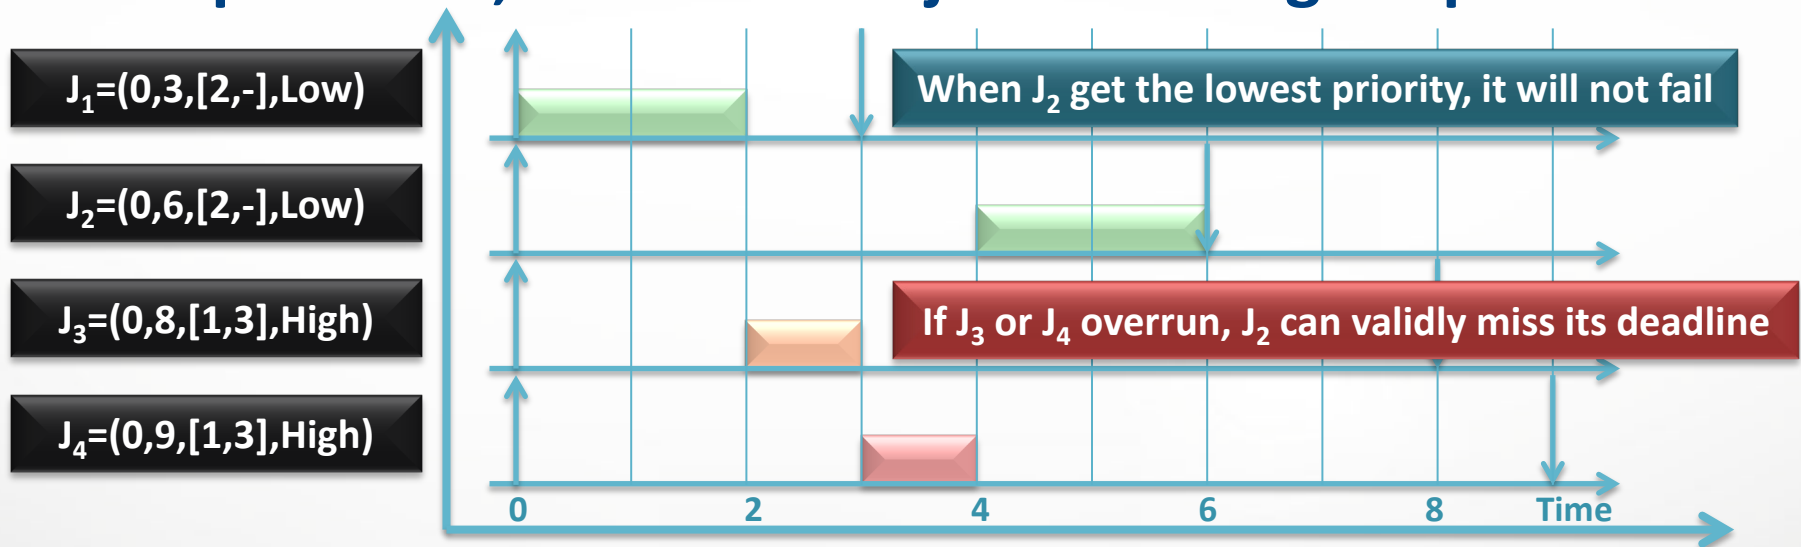 J1=(0,3,[2,-],Low)
When J2 get the lowest priority, it will not fail
J2=(0,6,[2,-],Low)
J3=(0,8,[1,3],High)
If J3 or J4 overrun, J2 can validly miss its deadline
J4=(0,9,[1,3],High)
0 2 4 6 8 Time